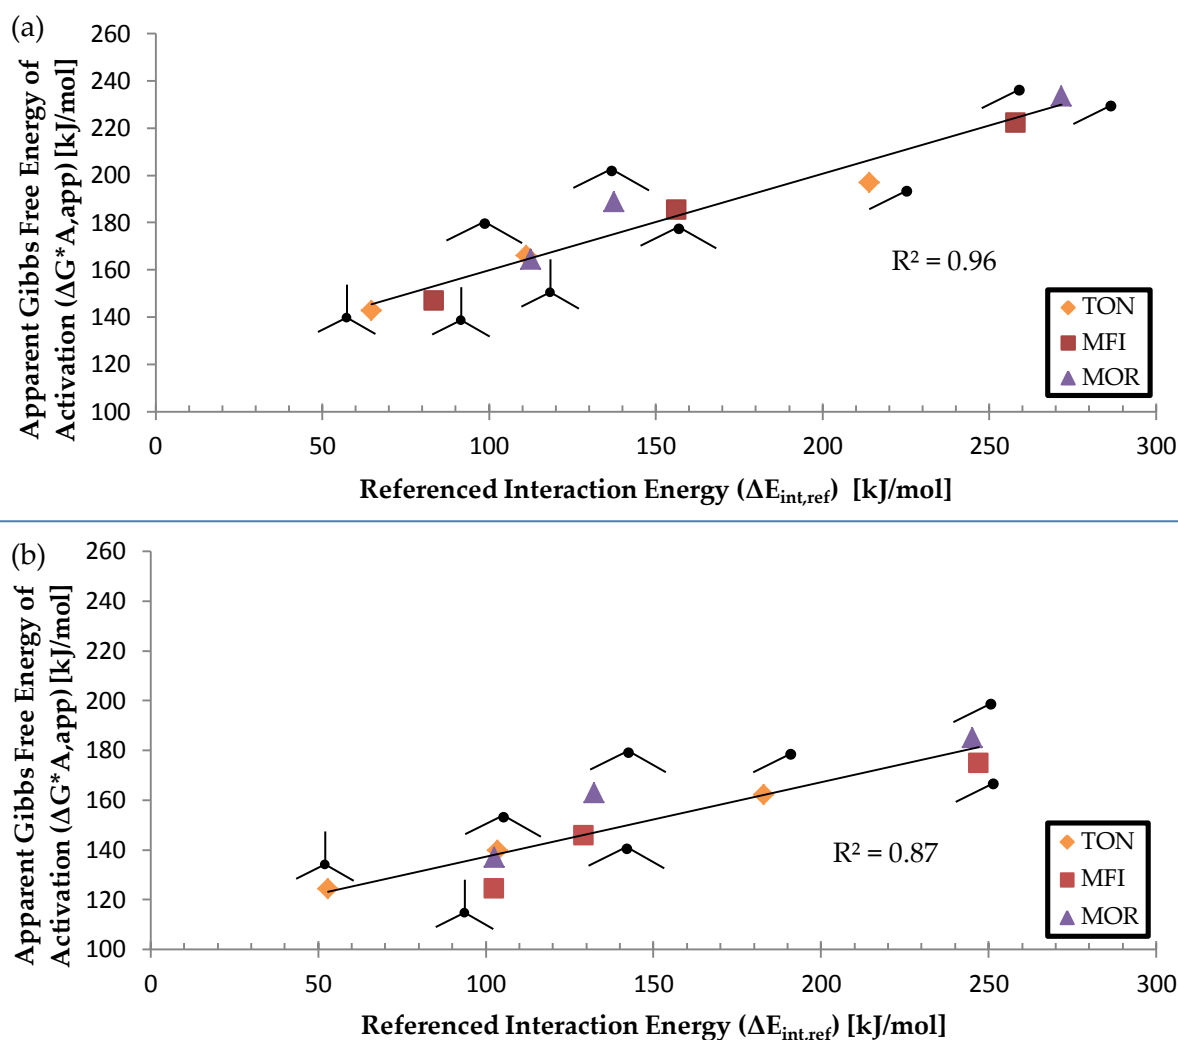 (a)
Apparent Gibbs Free Energy of
Activation (ΔG*A,app) [kJ/mol]
260
240
220
200
180
160
140
120
100
0 50 100 150 200 250 300
R² = 0.96
TON
MFI
MOR
Referenced Interaction Energy (ΔEint,ref) [kJ/mol]
(b)
Apparent Gibbs Free Energy of
Activation (ΔG*A,app) [kJ/mol]
260
240
220
200
180
160
140
120
100
0 50 100 150 200 250 300
R² = 0.87
TON
MFI
MOR
Referenced Interaction Energy (ΔEint,ref) [kJ/mol]